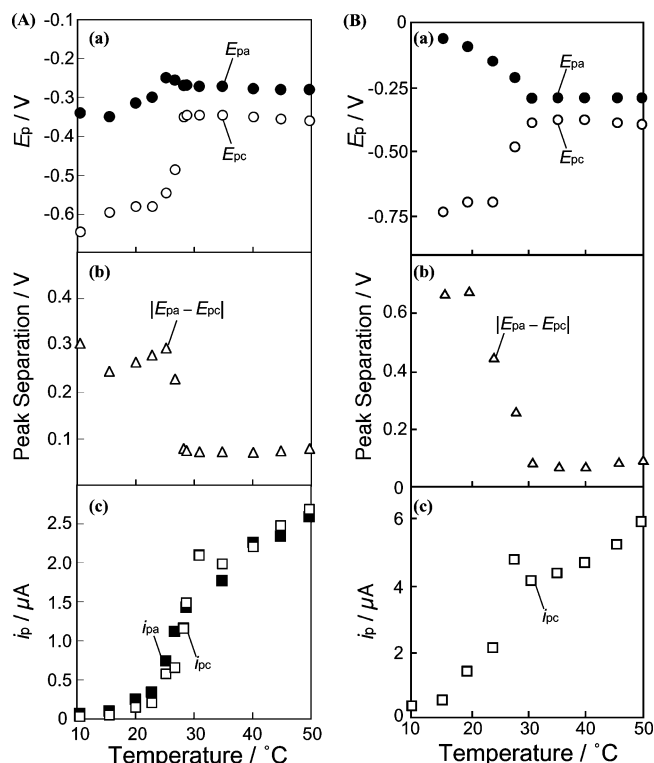 (A)
(a)
-0.1
-0.2
-0.3
-0.4
-0.5
-0.6
Ep / V
Epa
Epc
(b)
0.4
0.3
0.2
0.1
Peak Separation / V
|Epa – Epc|
(c)
2.5
2.0
1.5
1.0
0.5
0
ip / μA
ipa
ipc
10 20 30 40 50
Temperature / ˚C
(B)
(a)
0
-0.25
-0.50
-0.75
Ep / V
Epa
Epc
(b)
0.6
0.4
0.2
0
Peak Separation / V
|Epa – Epc|
(c)
6
4
2
0
ip / μA
ipc
10 20 30 40 50
Temperature / ˚C